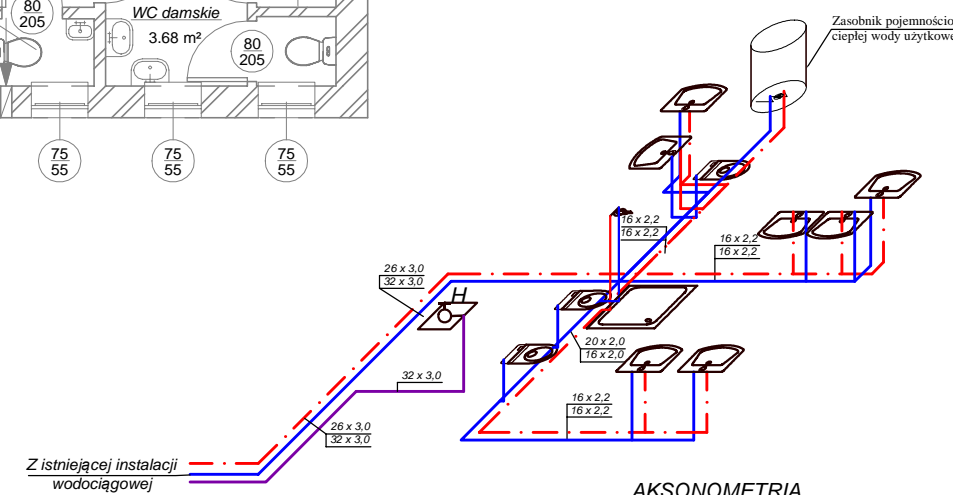 80
205
WC damskie
3.68 m²
80
205
75
55
75
55
75
55
Zasobnik pojemnościo
ciepłej wody użytkowe
16 x 2,2
16 x 2,2
16 x 2,2
16 x 2,2
26 x 3,0
32 x 3,0
H
20 x 2,0
16 x 2,0
32 x 3,0
16 x 2,2
16 x 2,2
26 x 3,0
32 x 3,0
Z istniejącej instalacji
wodociągowej
AKSONOMETRIA